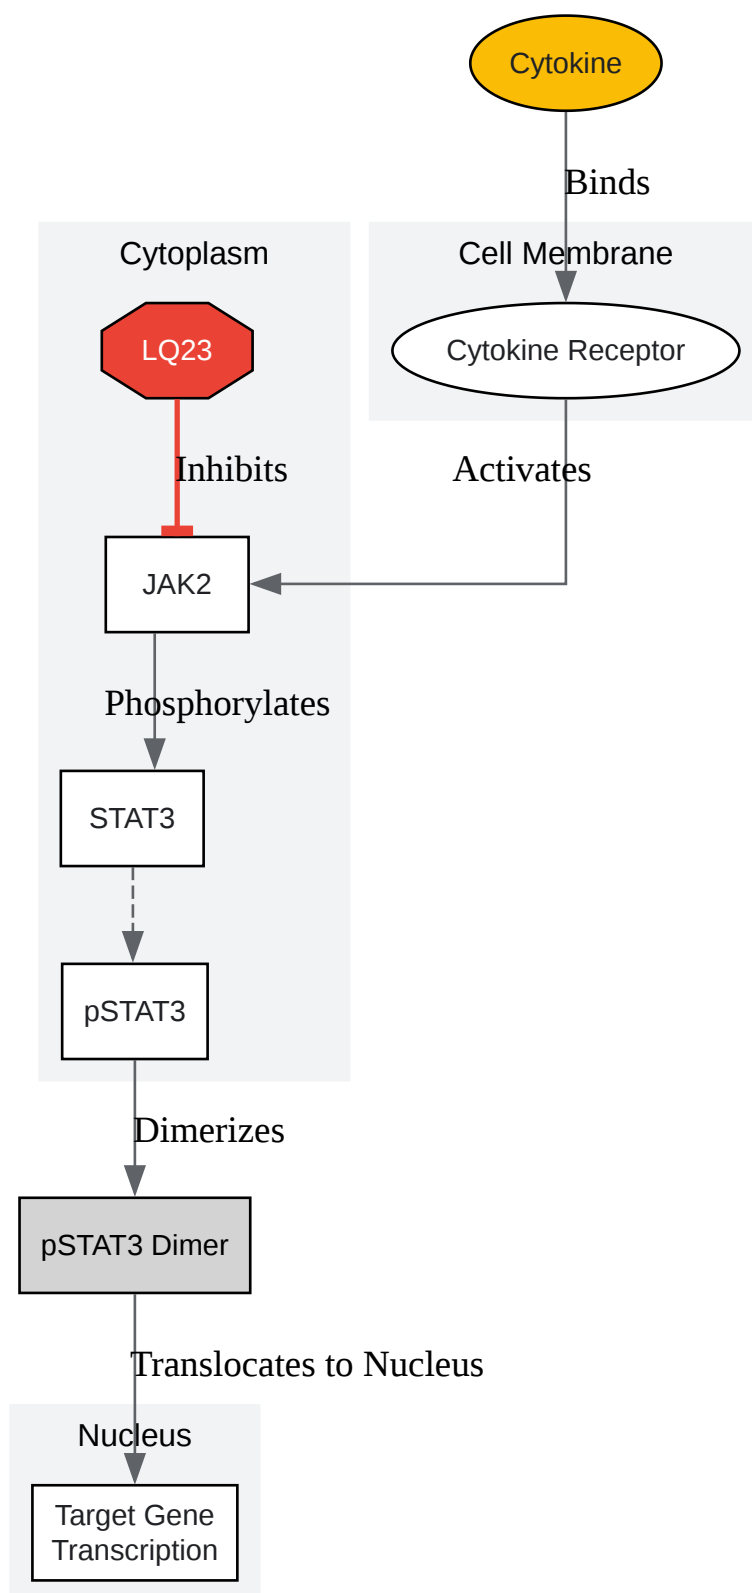 Cytokine
Binds
Cytoplasm
Cell Membrane
LQ23
Cytokine Receptor
Inhibits
Activates
JAK2
Phosphorylates
STAT3
pSTAT3
Dimerizes
pSTAT3 Dimer
Translocates to Nucleus
Nucleus
Target Gene
Transcription